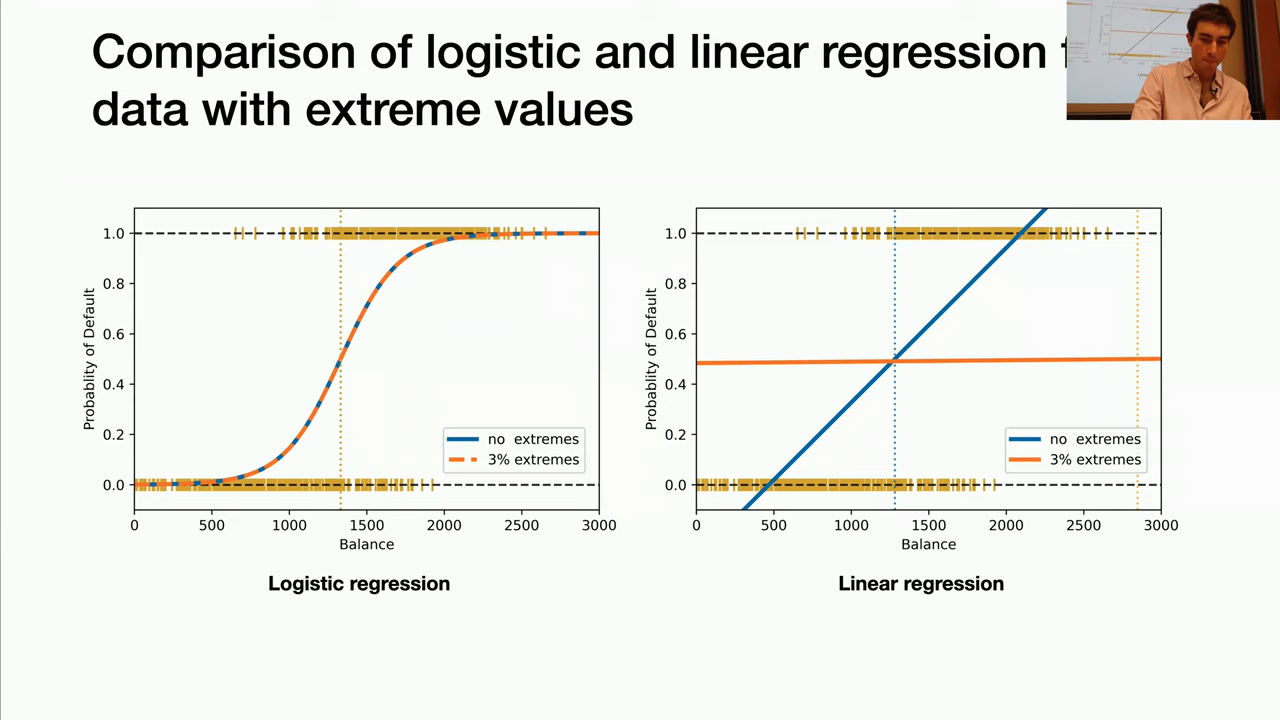 Comparison of logistic and linear regression
data with extreme values
Probablity of Default
1.0
0.8
0.6
0.4
0.2
0.0
no extremes
3% extremes
0 500 1000 1500 2000 2500 3000
Balance
Logistic regression
Probablity of Default
1.0
0.8
0.6
0.4
0.2
0.0
no extremes
3% extremes
0 500 1000 1500 2000 2500 3000
Balance
Linear regression